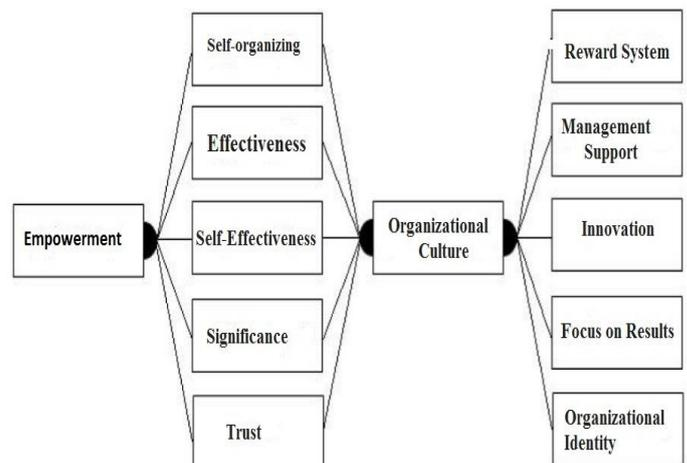 Empowerment
Self-organizing
Effectiveness
Self-Effectiveness
Significance
Trust
Organizational
Culture
Reward System
Management
Support
Innovation
Focus on Results
Organizational
Identity